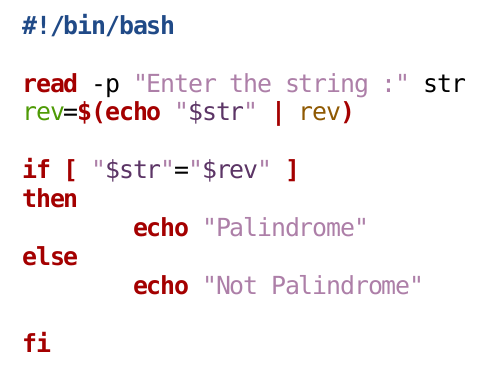 #!/bin/bash
read -p "Enter the string :" str
rev=$(echo "$str" | rev)
if [ "$str"="$rev" ]
then
echo "Palindrome"
else
echo "Not Palindrome"
fi